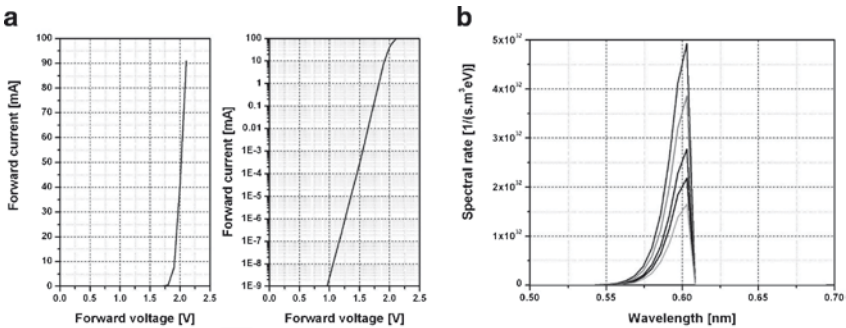 a
Forward current [mA]
100
90
80
70
60
50
40
30
20
10
0
0.0 0.5 1.0 1.5 2.0 2.5
Forward voltage [V]
Forward current [mA]
100
10
1
0.1
0.01
1E-3
1E-4
1E-5
1E-6
1E-7
1E-8
1E-9
0.0 0.5 1.0 1.5 2.0 2.5
Forward voltage [V]
b
Spectral rate [1/(s.m³eV)]
5x10¹²
4x10¹²
3x10¹²
2x10¹²
1x10¹²
0
0.50 0.55 0.60 0.65 0.70
Wavelength [nm]